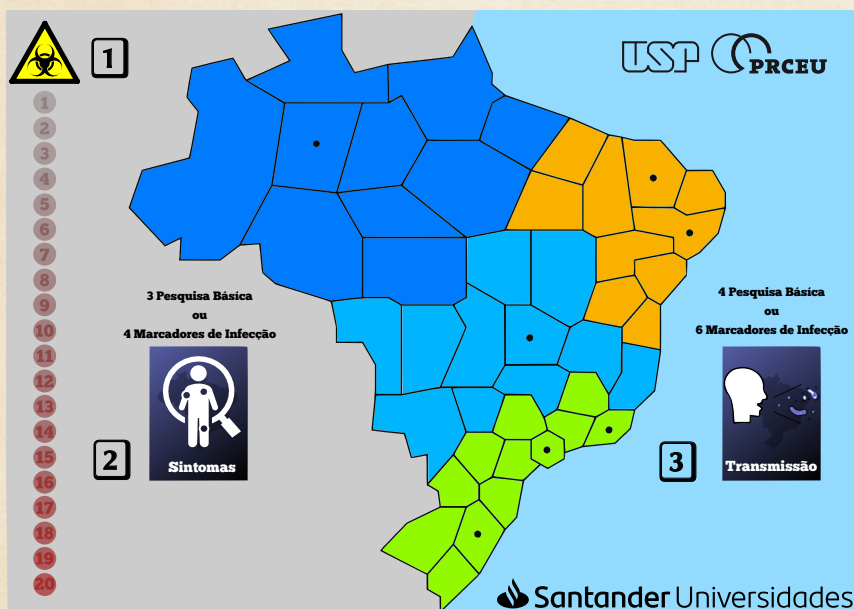 1
USP PRCEU
1
2
3
4
5
6
7
8
9
10
11
12
13
14
15
16
17
18
19
20
3 Pesquisa Básica
ou
4 Marcadores de Infecção
Sintomas
2
4 Pesquisa Básica
ou
6 Marcadores de Infecção
Transmissão
3
Santander Universidades